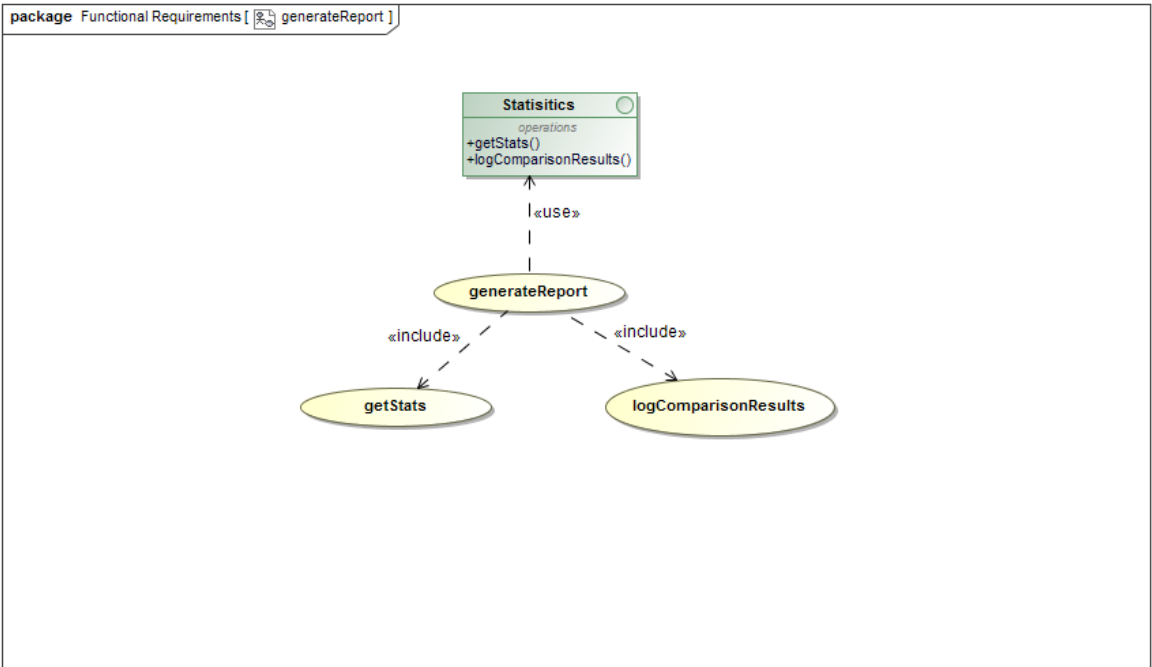 package Functional Requirements [ generateReport ]
Statisitics
operations
+getStats()
+logComparisonResults()
«use»
generateReport
«include»
«include»
getStats
logComparisonResults